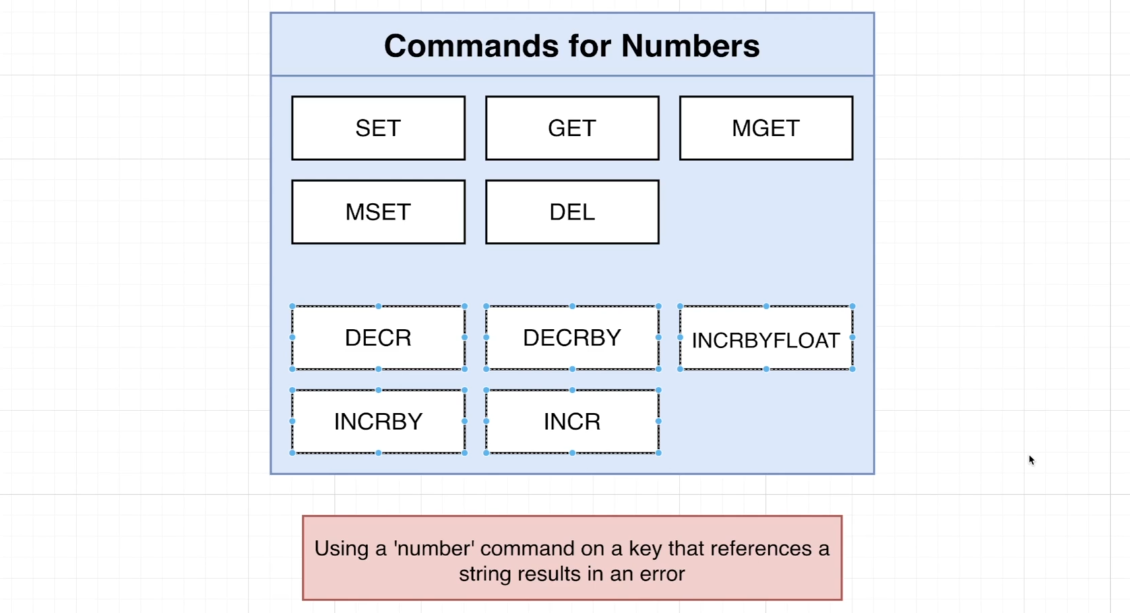 Commands for Numbers
SET
GET
MGET
MSET
DEL
DECR
DECRBY
INCRBYFLOAT
INCRBY
INCR
Using a 'number' command on a key that references a
string results in an error